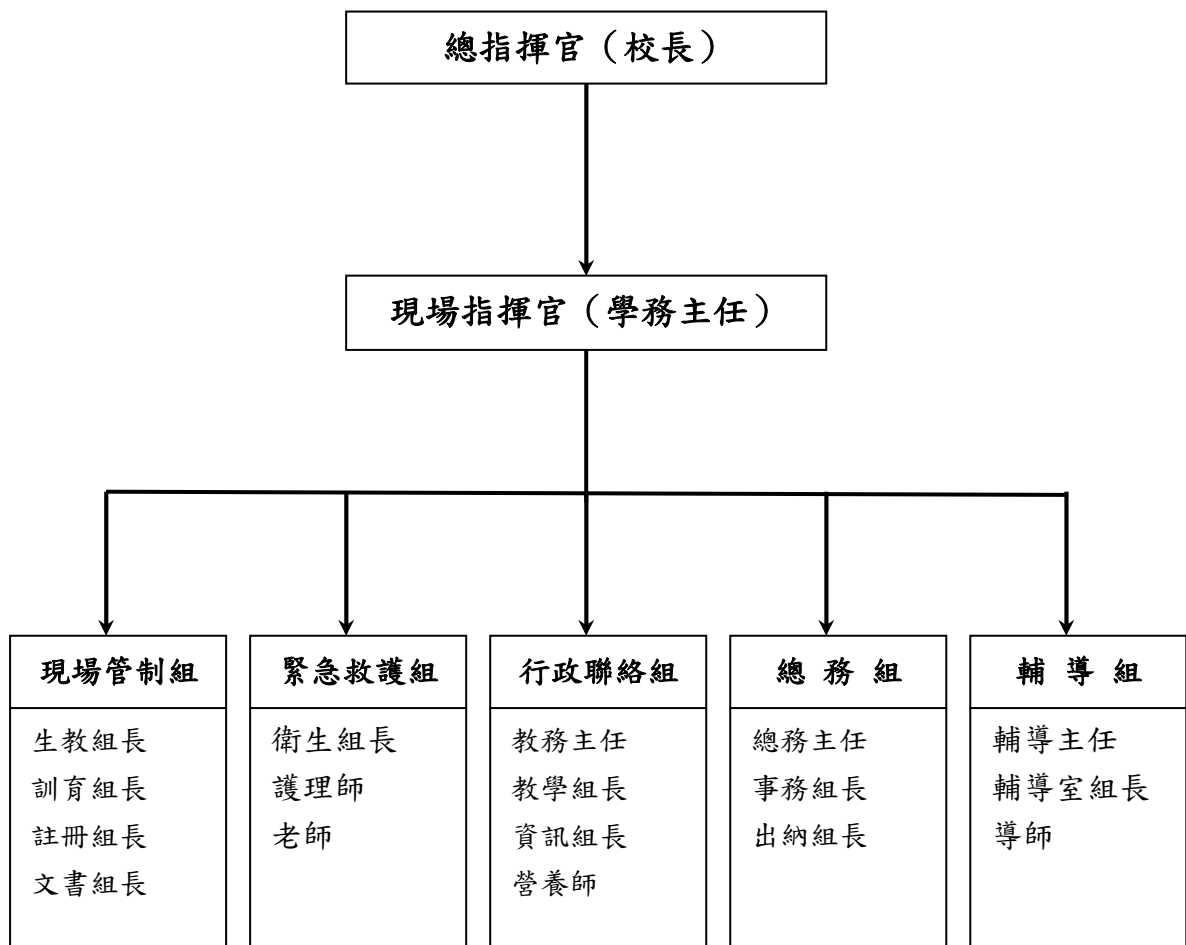 總指揮官（校長）
現場指揮官（學務主任）
現場管制組
生教組長
訓育組長
註冊組長
文書組長
緊急救護組
衛生組長
護理師
老師
行政聯絡組
教務主任
教學組長
資訊組長
營養師
總 務 組
總務主任
事務組長
出納組長
輔 導 組
輔導主任
輔導室組長
導師